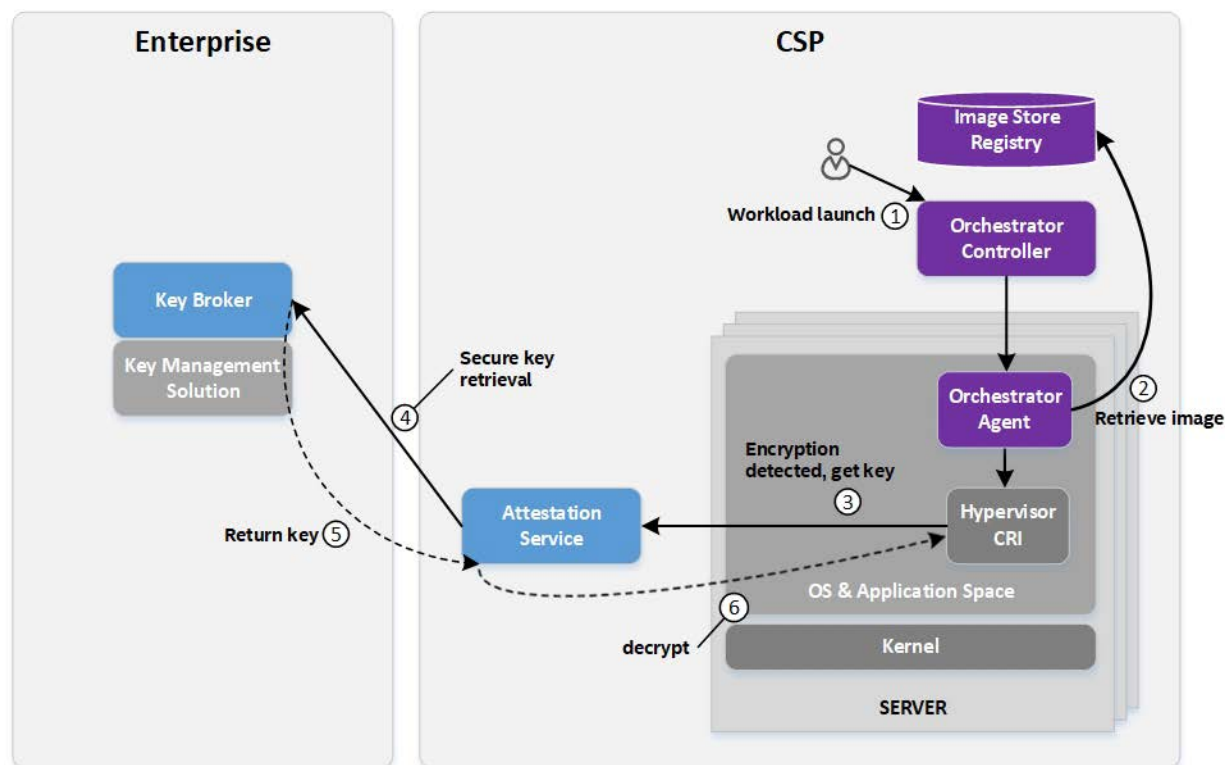 Enterprise
CSP
Image Store
Registry
Workload launch 1
Orchestrator
Controller
Key Broker
Key Management
Solution
Secure key
retrieval
4
Orchestrator
Agent
2
Retrieve image
Encryption
detected, get key
3
Attestation
Service
Hypervisor
CRI
Return key 5
OS & Application Space
6
decrypt
Kernel
SERVER